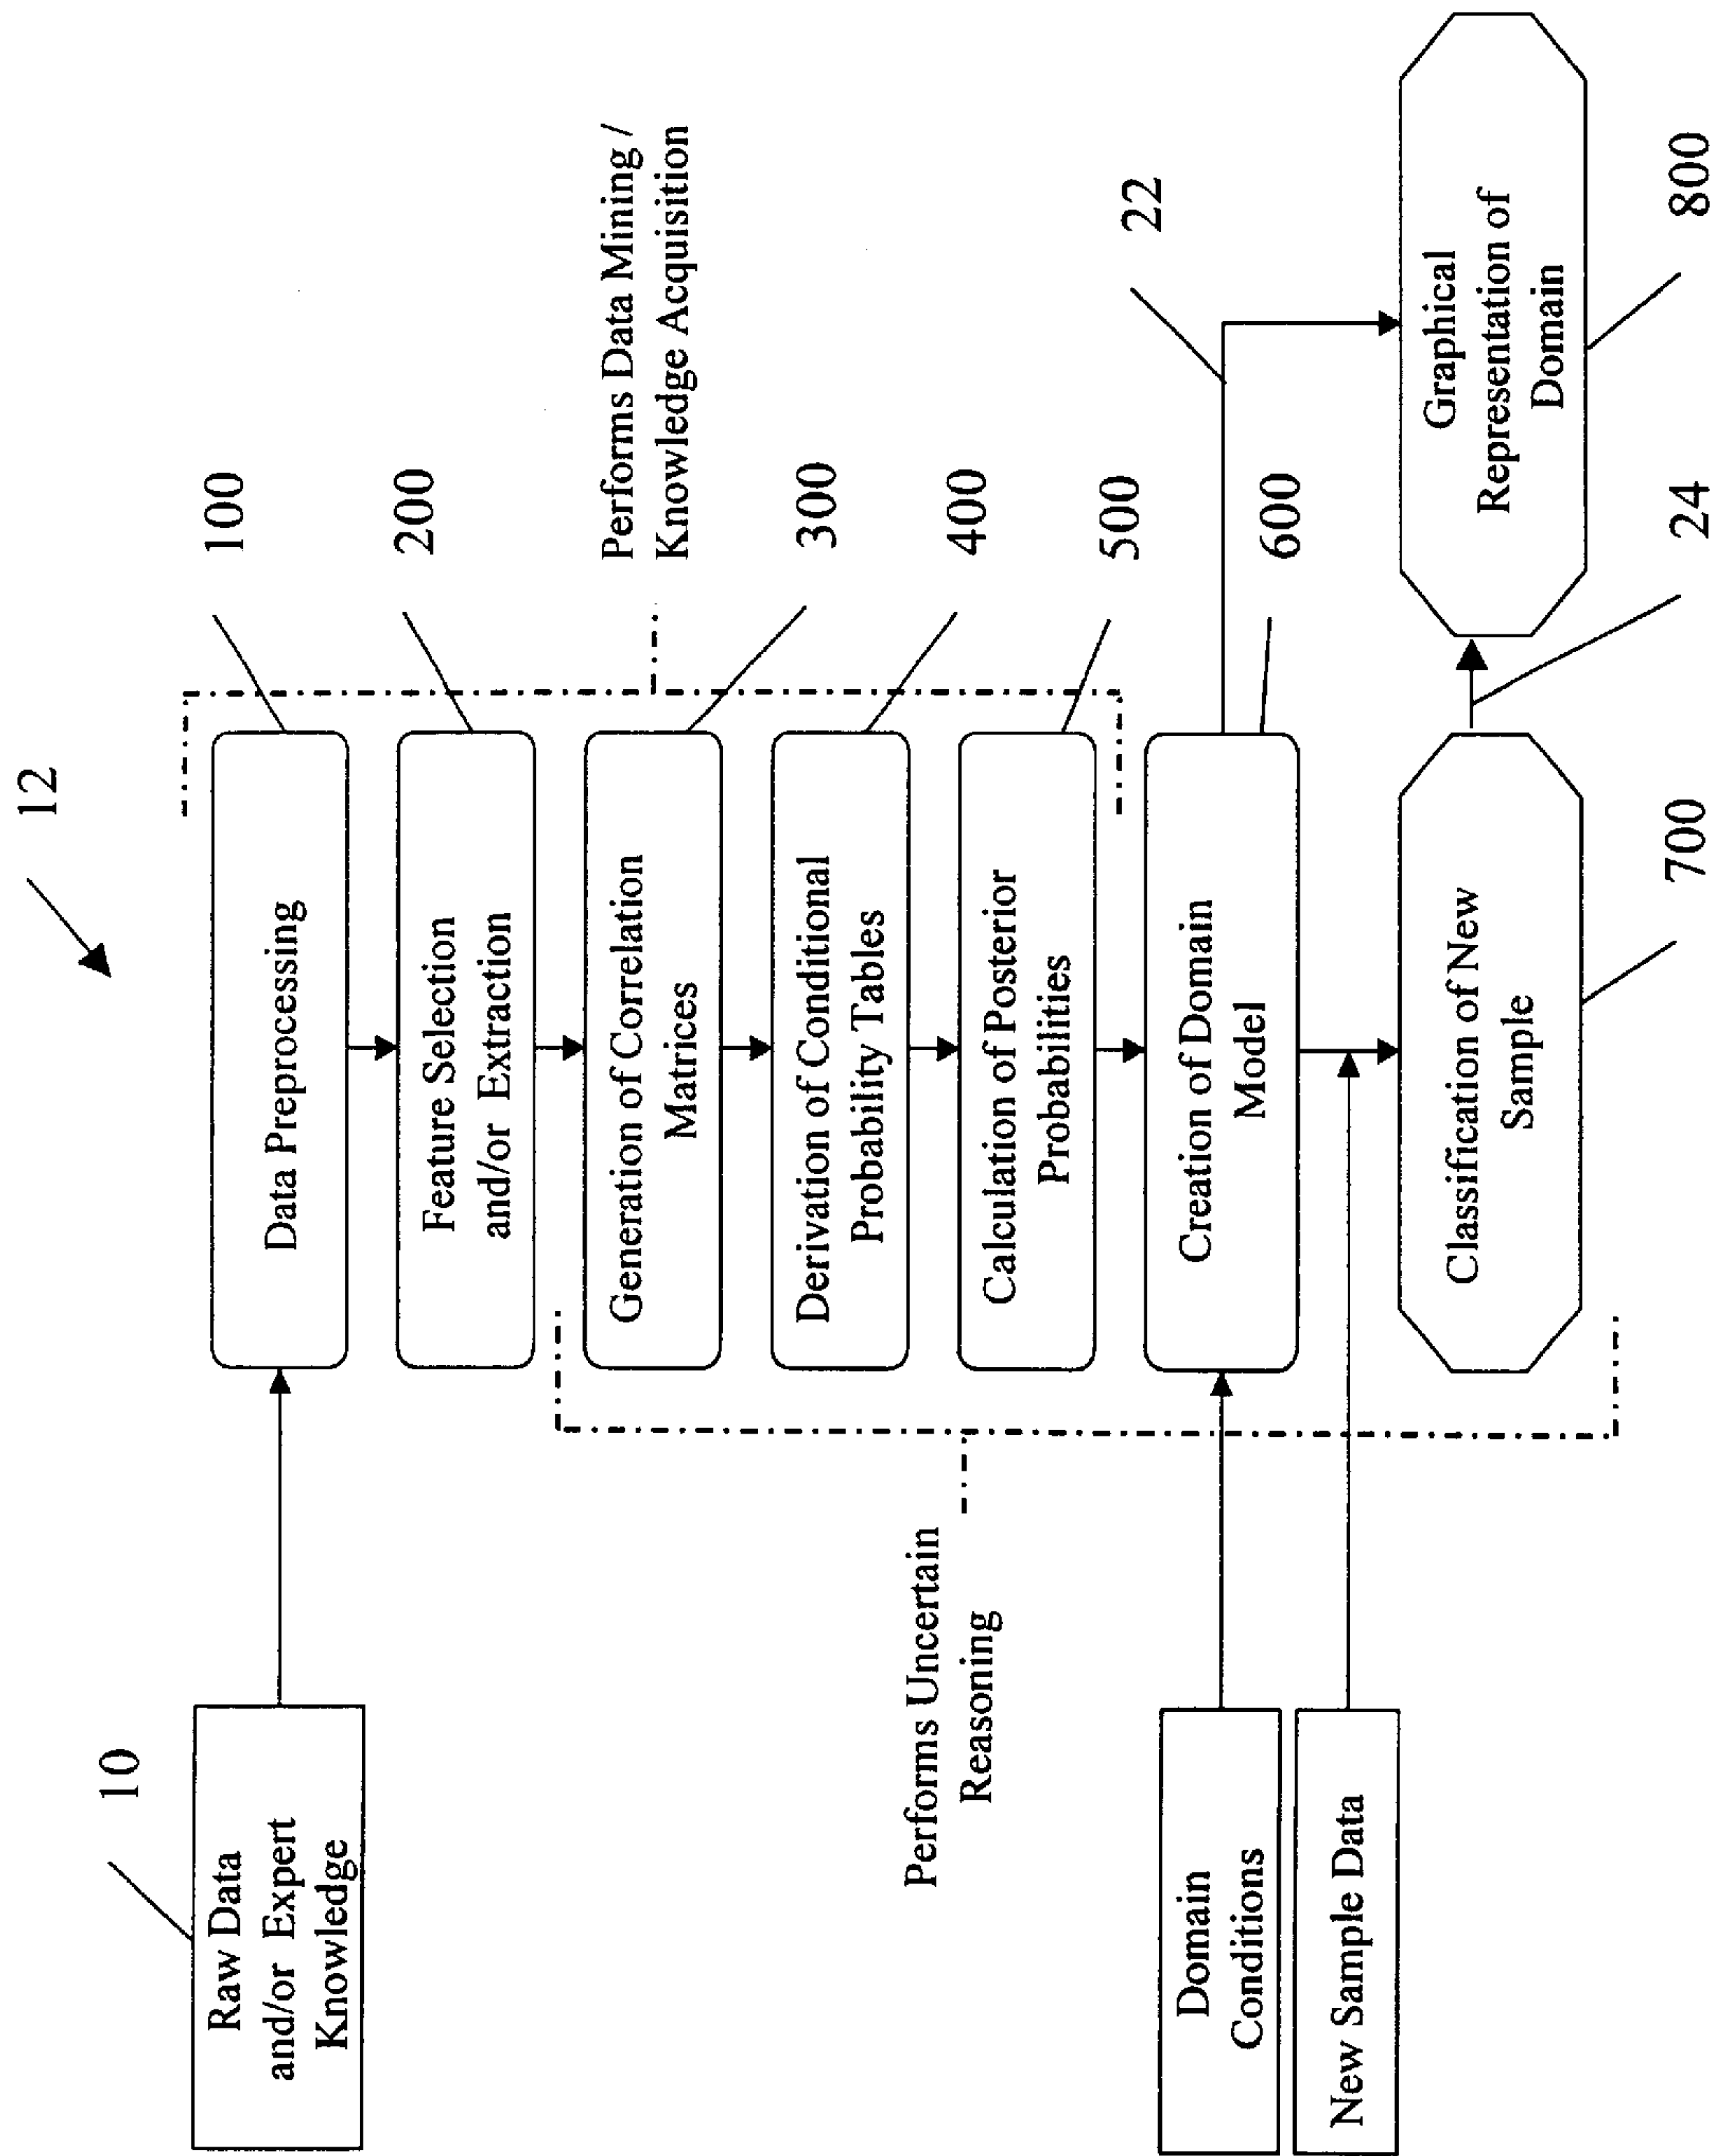 12
10
Raw Data
and/or Expert
Knowledge
Data Preprocessing
100
Feature Selection
and/or Extraction
200
Performs Data Mining /
Knowledge Acquisition
Generation of Correlation
Matrices
300
Derivation of Conditional
Probability Tables
400
Calculation of Posterior
Probabilities
500
Performs Uncertain
Reasoning
Domain
Conditions
Creation of Domain
Model
600
22
New Sample Data
Classification of New
Sample
700
24
Graphical
Representation of
Domain
800